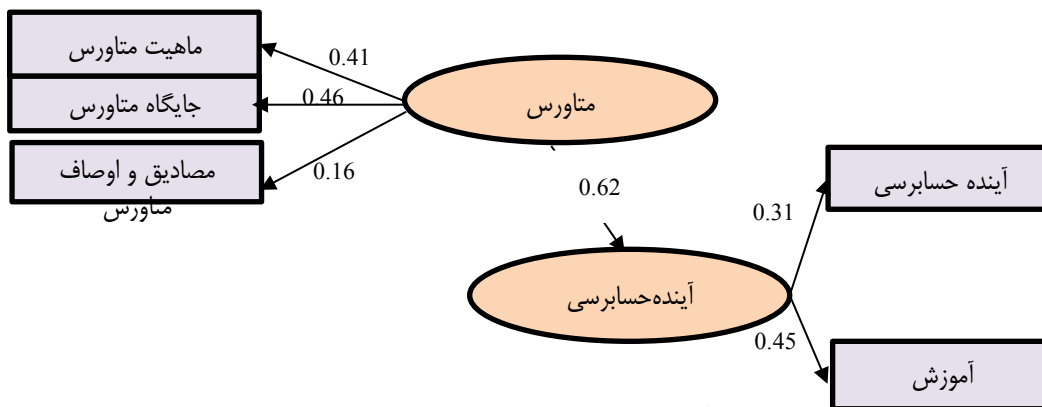 ماهیت متاورس
0.41
جایگاه متاورس
0.46
متاورس
مصادیق و اوصاف
متاورس
0.16
0.62
آینده حسابرسی
0.31
آینده‌حسابرسی
0.45
آموزش